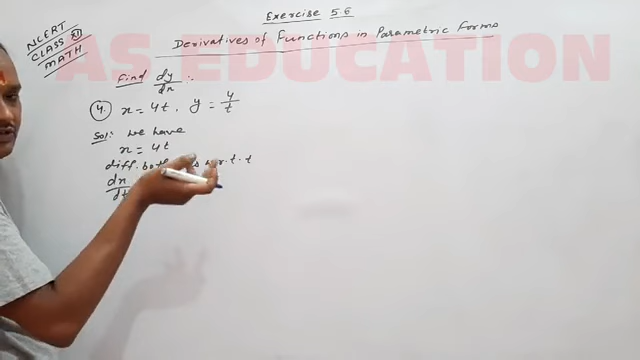 Exercise 5.6
NCERT
CLASS XII
MATH
Derivatives of Functions in Parametric Forms
AS EDUCATION
Find dy/dx :-
4. x = 4t, y = 4/t
Sol: we have
x = 4t
diff. both w.r.t. t
dx/dt